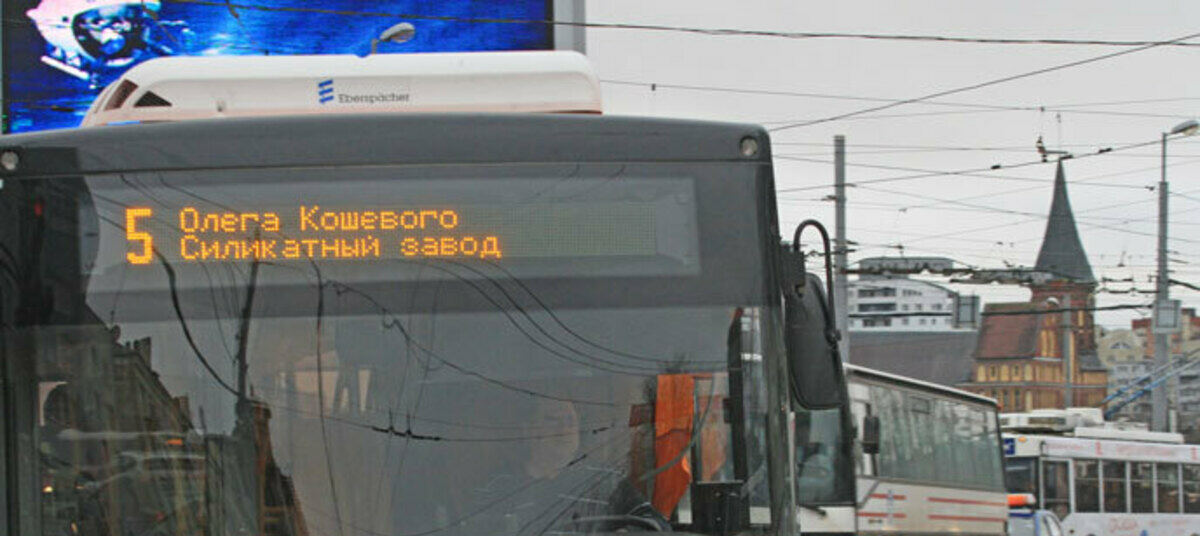 Eberspächer
5 Олега Кошевого
Силикатный завод